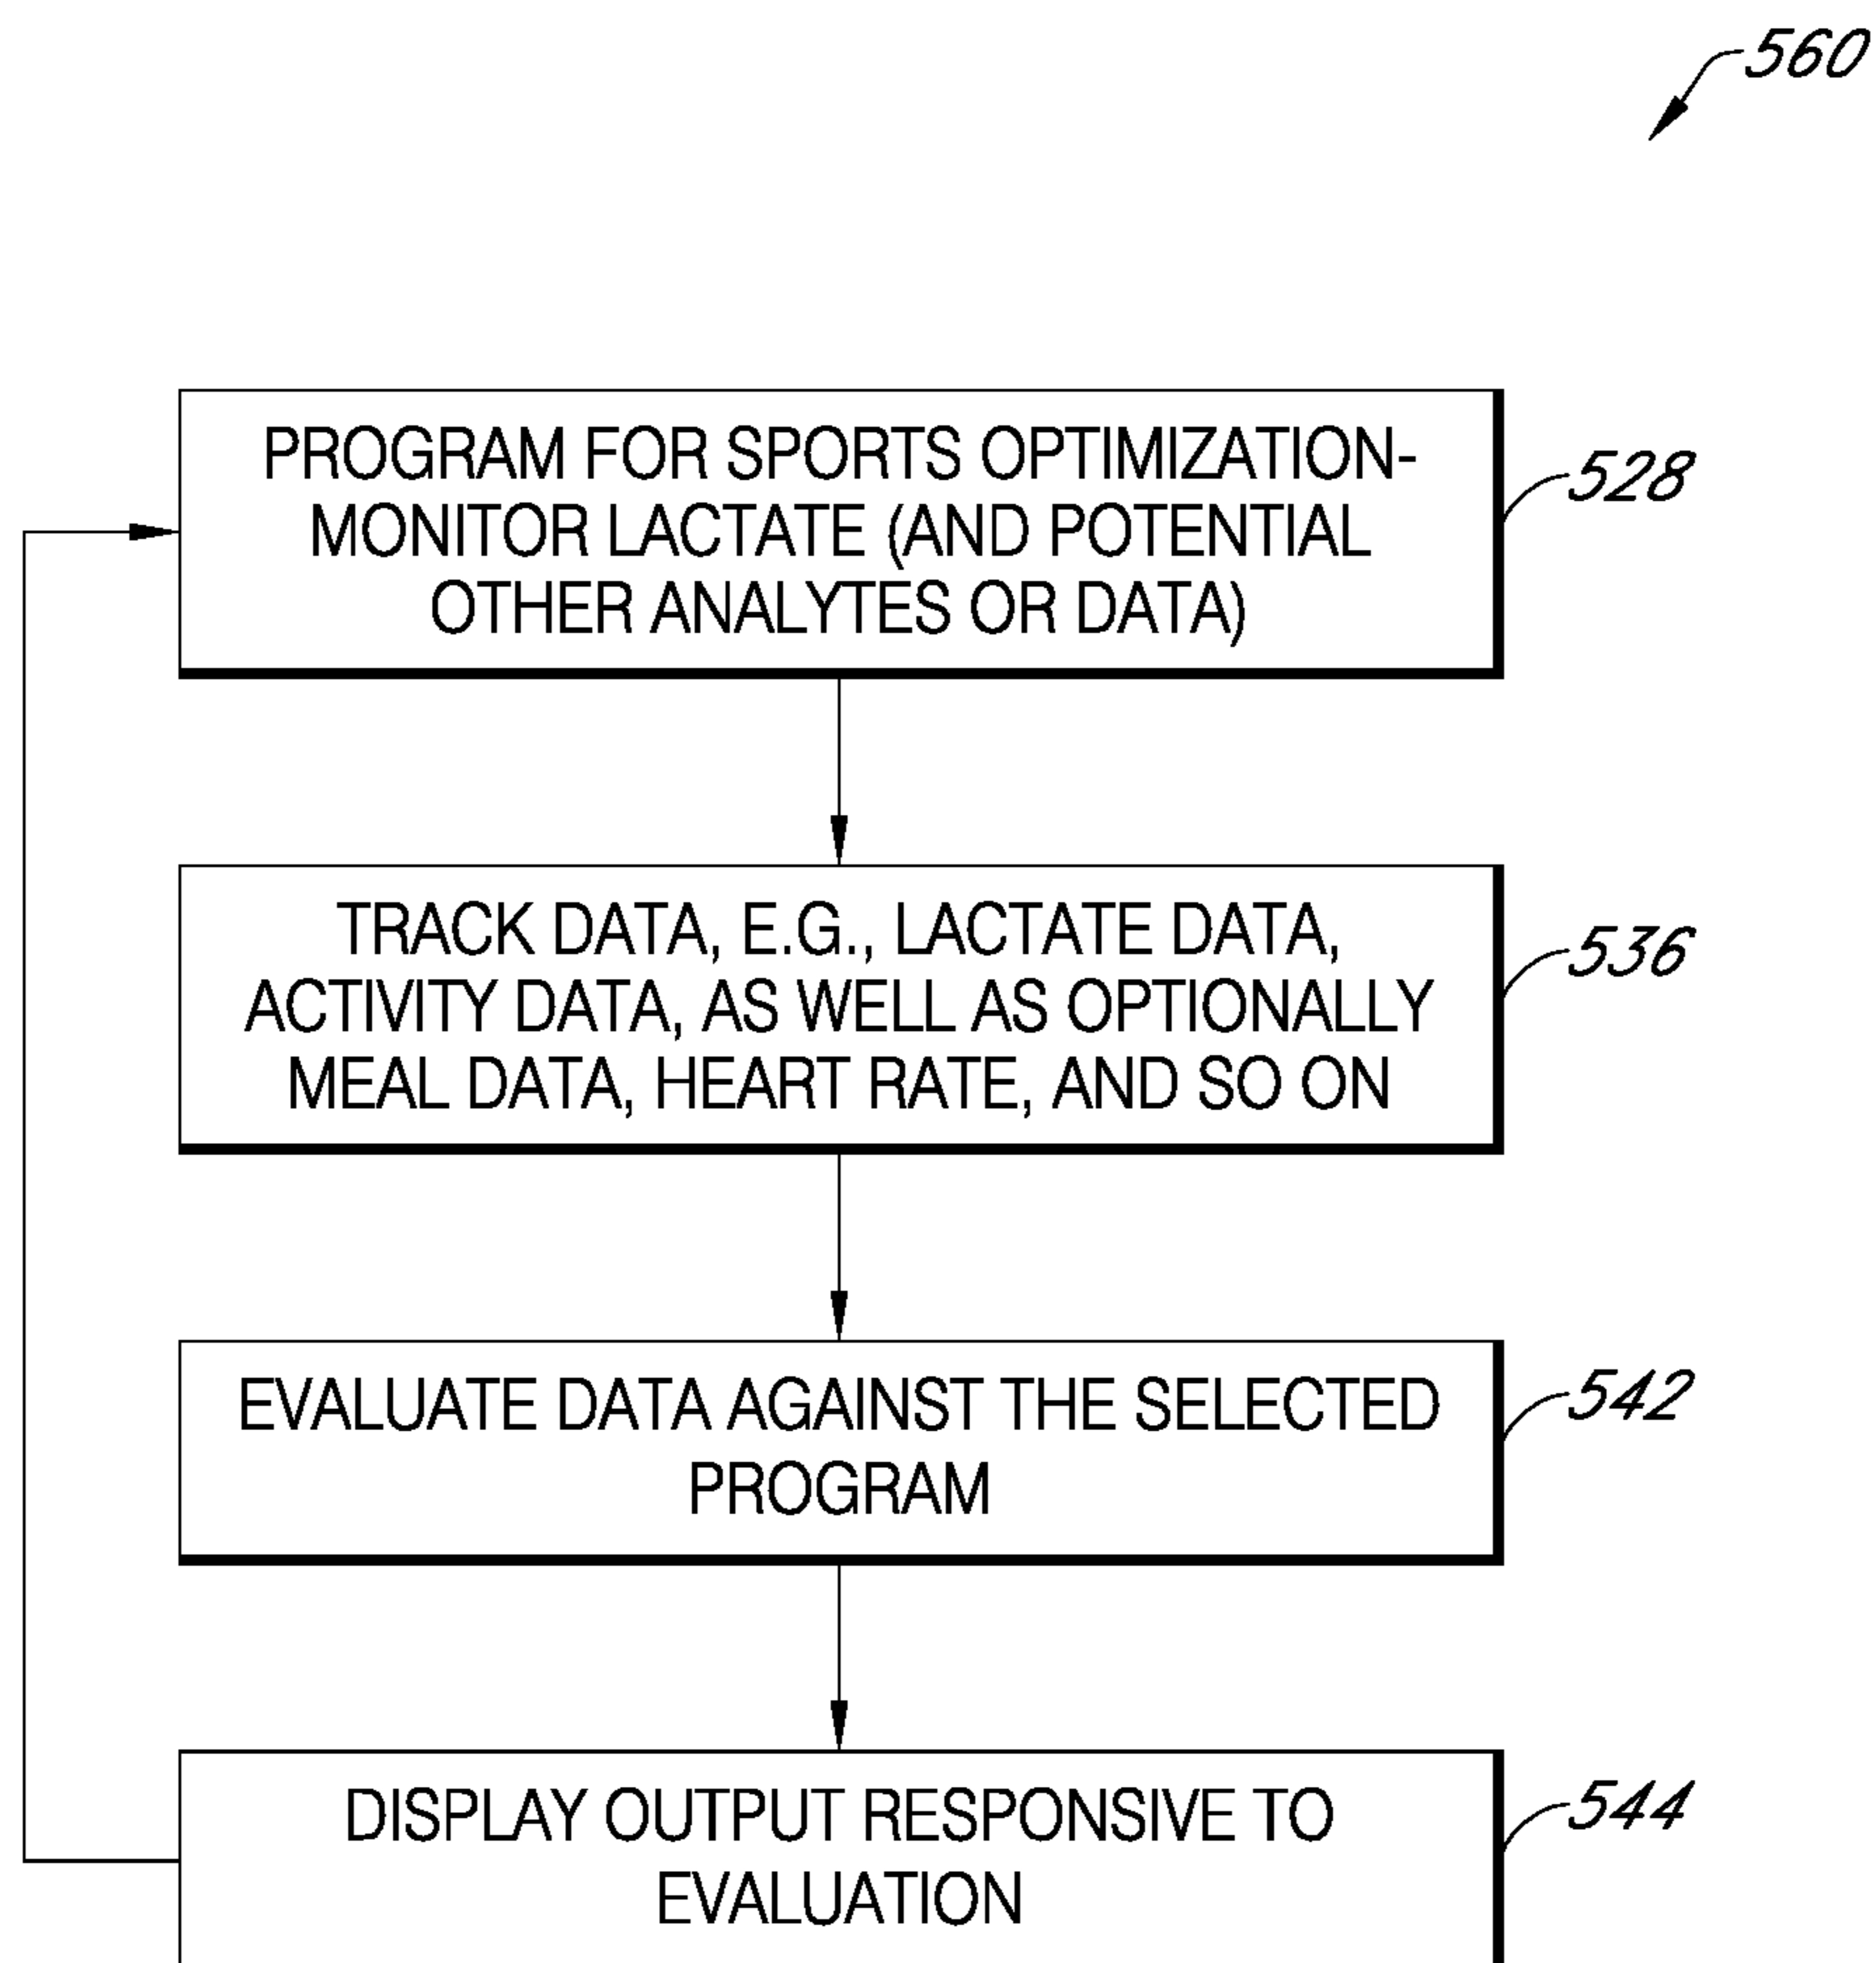 560
PROGRAM FOR SPORTS OPTIMIZATION-
MONITOR LACTATE (AND POTENTIAL
OTHER ANALYTES OR DATA)
528
TRACK DATA, E.G., LACTATE DATA,
ACTIVITY DATA, AS WELL AS OPTIONALLY
MEAL DATA, HEART RATE, AND SO ON
536
EVALUATE DATA AGAINST THE SELECTED
PROGRAM
542
DISPLAY OUTPUT RESPONSIVE TO
EVALUATION
544